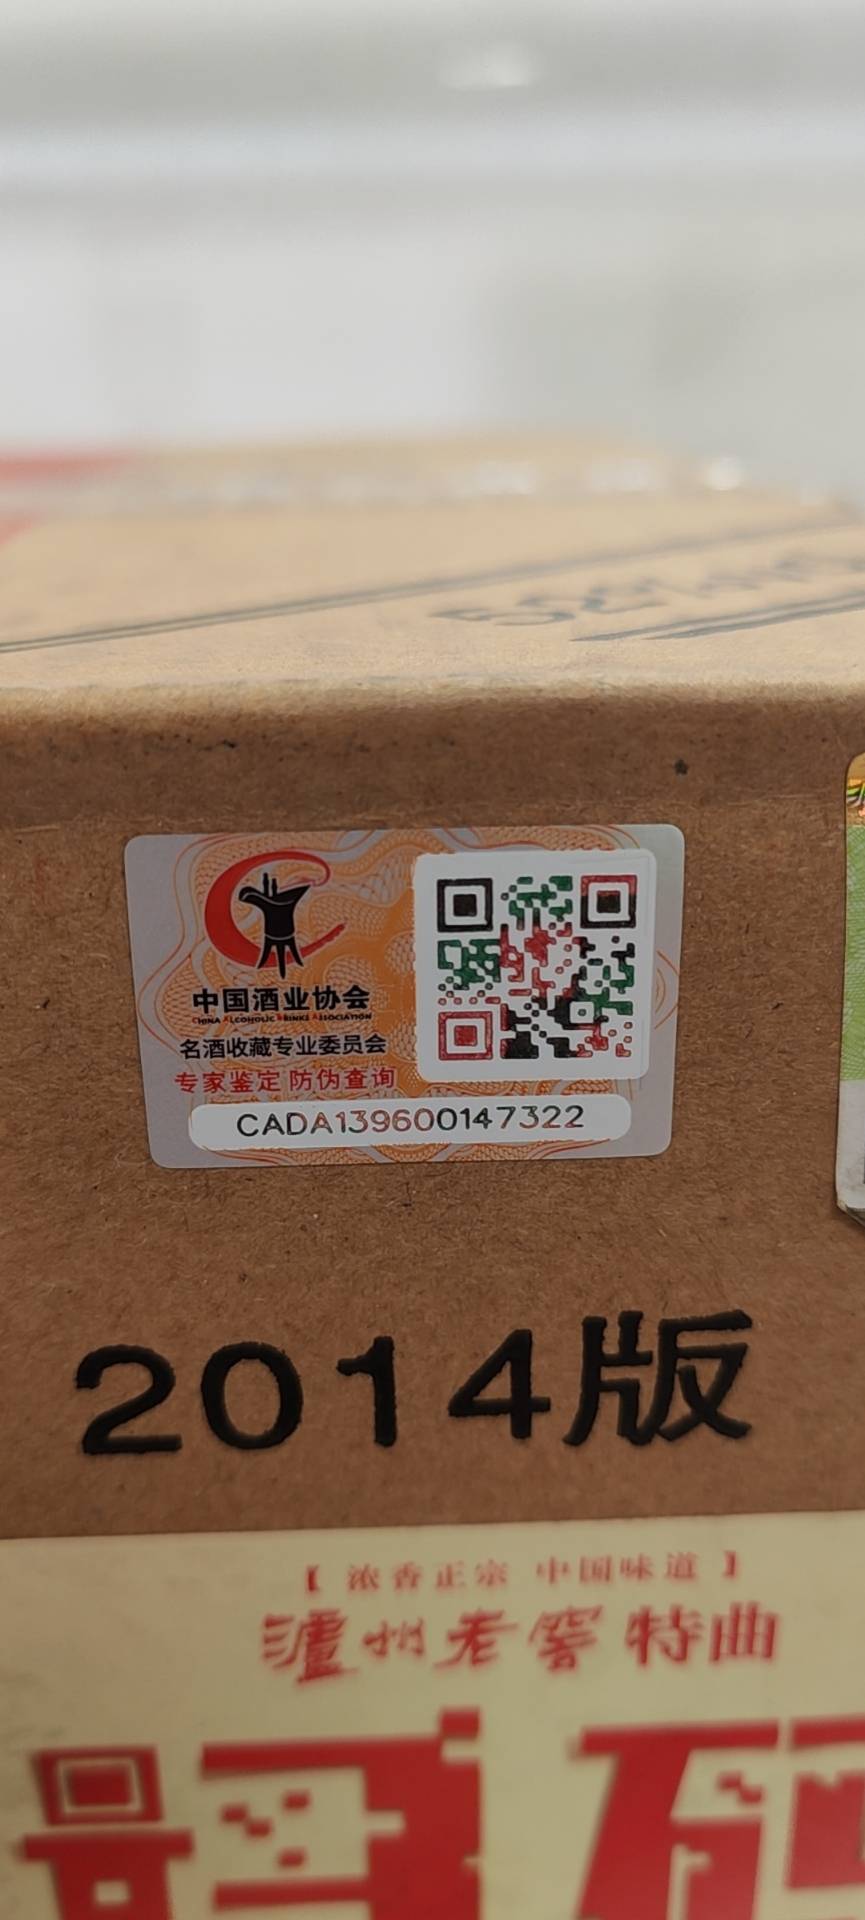 中国酒业协会
CHINA ALCOHOLIC DRINKS ASSOCIATION
名酒收藏专业委员会
专家鉴定 防伪查询
CADA139600147322
2014版
【 浓香正宗 中国味道 】
泸州老窖 特曲